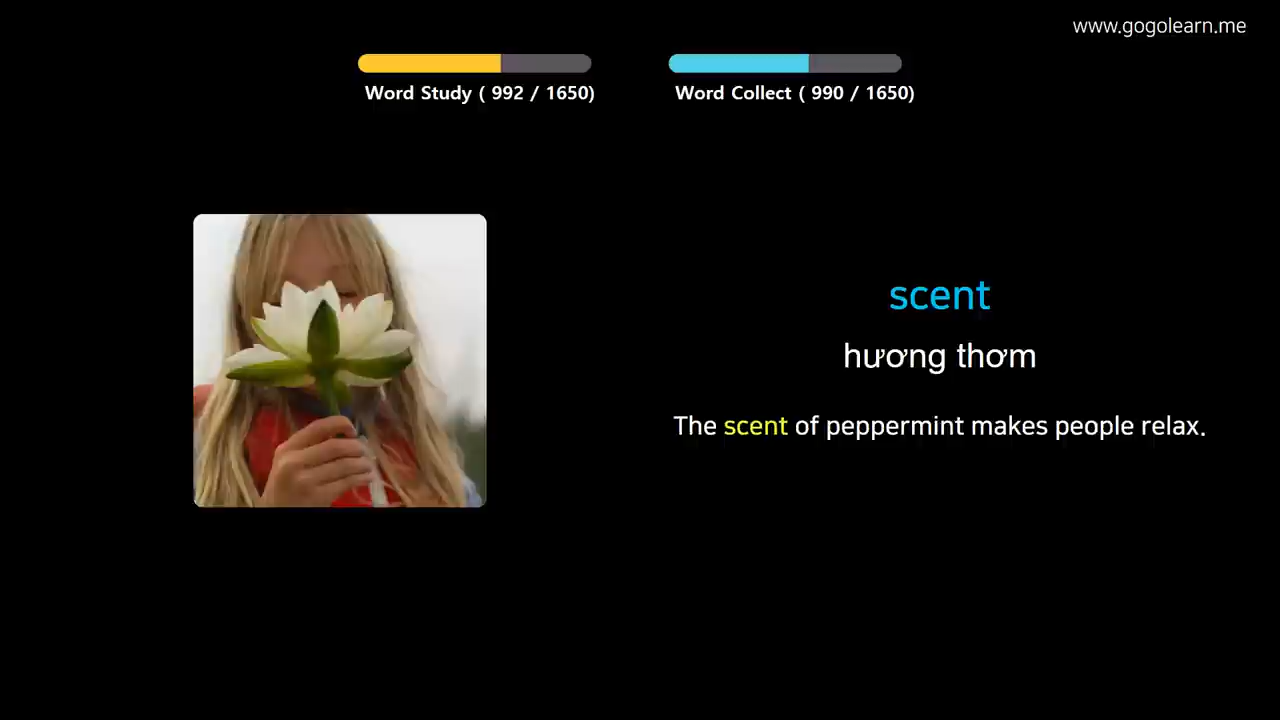 www.gogolearn.me
Word Study ( 992 / 1650)
Word Collect ( 990 / 1650)
scent
hương thơm
The scent of peppermint makes people relax.